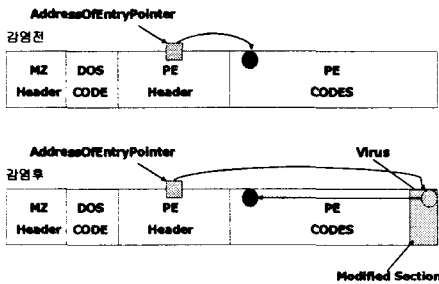 AddressOfEntryPointer
감염전
MZ DOS PE PE
Header CODE Header CODES
AddressOfEntryPointer Virus
감염후
MZ DOS PE PE
Header CODE Header CODES
Modified Section